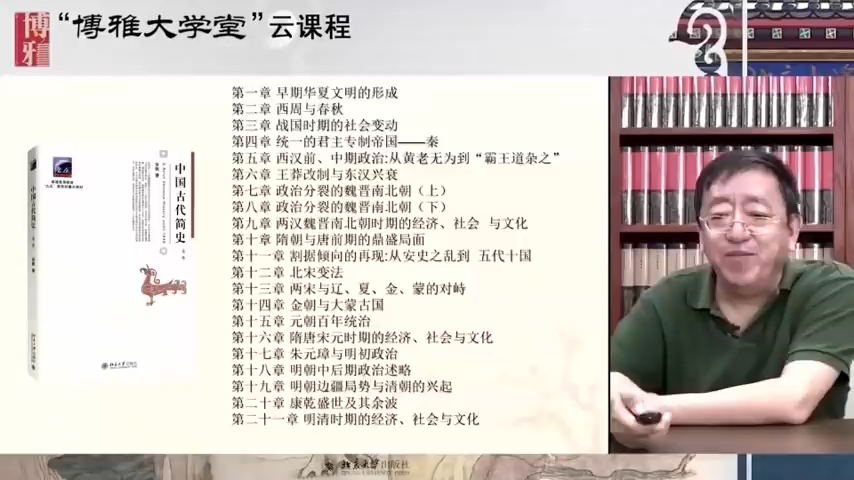 博雅
“博雅大学堂”云课程
第一章 早期华夏文明的形成
第二章 西周与春秋
第三章 战国时期的社会变动
第四章 统一的君主专制帝国——秦
第五章 西汉前、中期政治:从黄老无为到“霸王道杂之”
第六章 王莽改制与东汉兴衰
第七章 政治分裂的魏晋南北朝（上）
第八章 政治分裂的魏晋南北朝（下）
第九章 两汉魏晋南北朝时期的经济、社会 与文化
第十章 隋朝与唐前期的鼎盛局面
第十一章 割据倾向的再现:从安史之乱到 五代十国
第十二章 北宋变法
第十三章 两宋与辽、夏、金、蒙的对峙
第十四章 金朝与大蒙古国
第十五章 元朝百年统治
第十六章 隋唐宋元时期的经济、社会与文化
第十七章 朱元璋与明初政治
第十八章 明朝中后期政治述略
第十九章 明朝边疆局势与清朝的兴起
第二十章 康乾盛世及其余波
第二十一章 明清时期的经济、社会与文化
中国古代简史
中国古代简史
北京大学出版社